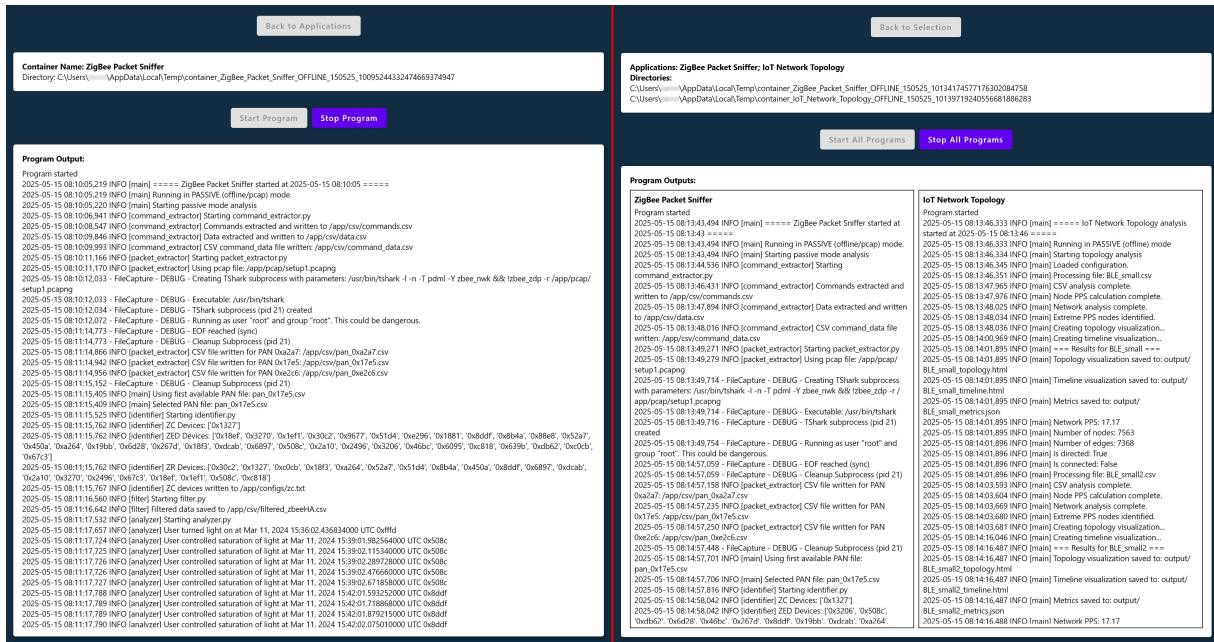 Back to Applications
Container Name: ZigBee Packet Sniffer
Directory: C:\Users\ \AppData\Local\Temp\container_ZigBee_Packet_Sniffer_OFFLINE_150525_10095244332474669374947
Start Program
Stop Program
Program Output:
Program started
2025-05-15 08:10:05,219 INFO [main] ===== ZigBee Packet Sniffer started at 2025-05-15 08:10:05 =====
2025-05-15 08:10:05,219 INFO [main] Running in PASSIVE (offline/pcap) mode.
2025-05-15 08:10:05,220 INFO [main] Starting passive mode analysis
2025-05-15 08:10:06,941 INFO [command_extractor] Starting command_extractor.py
2025-05-15 08:10:08,547 INFO [command_extractor] Commands extracted and written to /app/csv/commands.csv
2025-05-15 08:10:09,846 INFO [command_extractor] Data extracted and written to /app/csv/data.csv
2025-05-15 08:10:09,993 INFO [command_extractor] CSV command_data file written: /app/csv/command_data.csv
2025-05-15 08:10:11,166 INFO [packet_extractor] Starting packet_extractor.py
2025-05-15 08:10:11,170 INFO [packet_extractor] Using pcap file: /app/pcap/setup1.pcapng
2025-05-15 08:10:12,033 - FileCapture - DEBUG - Creating TShark subprocess with parameters: /usr/bin/tshark -l -n -T pdml -Y zbee_nwk && !zbee_zdp -r /app/pcap/
setup1.pcapng
2025-05-15 08:10:12,033 - FileCapture - DEBUG - Executable: /usr/bin/tshark
2025-05-15 08:10:12,034 - FileCapture - DEBUG - TShark subprocess (pid 21) created
2025-05-15 08:10:12,072 - FileCapture - DEBUG - Running as user "root" and group "root". This could be dangerous.
2025-05-15 08:11:14,773 - FileCapture - DEBUG - EOF reached (sync)
2025-05-15 08:11:14,773 - FileCapture - DEBUG - Cleanup Subprocess (pid 21)
2025-05-15 08:11:14,866 INFO [packet_extractor] CSV file written for PAN 0xa2a7: /app/csv/pan_0xa2a7.csv
2025-05-15 08:11:14,942 INFO [packet_extractor] CSV file written for PAN 0x17e5: /app/csv/pan_0x17e5.csv
2025-05-15 08:11:14,956 INFO [packet_extractor] CSV file written for PAN 0xe2c6: /app/csv/pan_0xe2c6.csv
2025-05-15 08:11:15,152 - FileCapture - DEBUG - Cleanup Subprocess (pid 21)
2025-05-15 08:11:15,405 INFO [main] Using first available PAN file: pan_0x17e5.csv
2025-05-15 08:11:15,409 INFO [main] Selected PAN file: pan_0x17e5.csv
2025-05-15 08:11:15,525 INFO [identifier] Starting identifier.py
2025-05-15 08:11:15,762 INFO [identifier] ZC Devices: ['0x1327']
2025-05-15 08:11:15,762 INFO [identifier] ZED Devices: ['0x18ef', '0x3270', '0x1ef1', '0x30c2', '0x9677', '0x51d4', '0xe296', '0x1881', '0x8ddf', '0x8b4a', '0x88e8', '0x52a7',
'0x450a', '0xa264', '0x19bb', '0x6d28', '0x267d', '0x18f3', '0xdcab', '0x6897', '0x508c', '0x2a10', '0x2496', '0x3206', '0x46bc', '0x6095', '0xc818', '0x639b', '0xdb62', '0xc0cb',
'0x67c3']
2025-05-15 08:11:15,762 INFO [identifier] ZR Devices: ['0x30c2', '0x1327', '0xc0cb', '0x18f3', '0xa264', '0x52a7', '0x51d4', '0x8b4a', '0x450a', '0x8ddf', '0x6897', '0xdcab',
'0x2a10', '0x3270', '0x2496', '0x67c3', '0x18ef', '0x1ef1', '0x508c', '0xc818']
2025-05-15 08:11:15,767 INFO [identifier] ZC devices written to /app/configs/zc.txt
2025-05-15 08:11:16,560 INFO [filter] Starting filter.py
2025-05-15 08:11:16,642 INFO [filter] Filtered data saved to /app/csv/filtered_zbeeHA.csv
2025-05-15 08:11:17,532 INFO [analyzer] Starting analyzer.py
2025-05-15 08:11:17,657 INFO [analyzer] User turned light on at Mar 11, 2024 15:36:02.436834000 UTC 0xfffd
2025-05-15 08:11:17,724 INFO [analyzer] User controlled saturation of light at Mar 11, 2024 15:39:01.982564000 UTC 0x508c
2025-05-15 08:11:17,725 INFO [analyzer] User controlled saturation of light at Mar 11, 2024 15:39:02.115340000 UTC 0x508c
2025-05-15 08:11:17,726 INFO [analyzer] User controlled saturation of light at Mar 11, 2024 15:39:02.289728000 UTC 0x508c
2025-05-15 08:11:17,726 INFO [analyzer] User controlled saturation of light at Mar 11, 2024 15:39:02.476660000 UTC 0x508c
2025-05-15 08:11:17,727 INFO [analyzer] User controlled saturation of light at Mar 11, 2024 15:39:02.671858000 UTC 0x508c
2025-05-15 08:11:17,788 INFO [analyzer] User controlled saturation of light at Mar 11, 2024 15:42:01.593252000 UTC 0x8ddf
2025-05-15 08:11:17,789 INFO [analyzer] User controlled saturation of light at Mar 11, 2024 15:42:01.718868000 UTC 0x8ddf
2025-05-15 08:11:17,789 INFO [analyzer] User controlled saturation of light at Mar 11, 2024 15:42:01.879215000 UTC 0x8ddf
2025-05-15 08:11:17,790 INFO [analyzer] User controlled saturation of light at Mar 11, 2024 15:42:02.075010000 UTC 0x8ddf
Back to Selection
Applications: ZigBee Packet Sniffer; IoT Network Topology
Directories:
C:\Users\ \AppData\Local\Temp\container_ZigBee_Packet_Sniffer_OFFLINE_150525_10134174577176302084758
C:\Users\ \AppData\Local\Temp\container_IoT_Network_Topology_OFFLINE_150525_10139719240556681886283
Start All Programs
Stop All Programs
Program Outputs:
ZigBee Packet Sniffer
Program started
2025-05-15 08:13:43,494 INFO [main] ===== ZigBee Packet Sniffer started at
2025-05-15 08:13:43 =====
2025-05-15 08:13:43,494 INFO [main] Running in PASSIVE (offline/pcap) mode.
2025-05-15 08:13:43,494 INFO [main] Starting passive mode analysis
2025-05-15 08:13:44,536 INFO [command_extractor] Starting
command_extractor.py
2025-05-15 08:13:46,431 INFO [command_extractor] Commands extracted and
written to /app/csv/commands.csv
2025-05-15 08:13:47,894 INFO [command_extractor] Data extracted and written
to /app/csv/data.csv
2025-05-15 08:13:48,016 INFO [command_extractor] CSV command_data file
written: /app/csv/command_data.csv
2025-05-15 08:13:49,271 INFO [packet_extractor] Starting packet_extractor.py
2025-05-15 08:13:49,279 INFO [packet_extractor] Using pcap file: /app/pcap/
setup1.pcapng
2025-05-15 08:13:49,714 - FileCapture - DEBUG - Creating TShark subprocess
with parameters: /usr/bin/tshark -l -n -T pdml -Y zbee_nwk && !zbee_zdp -r /
app/pcap/setup1.pcapng
2025-05-15 08:13:49,714 - FileCapture - DEBUG - Executable: /usr/bin/tshark
2025-05-15 08:13:49,716 - FileCapture - DEBUG - TShark subprocess (pid 21)
created
2025-05-15 08:13:49,754 - FileCapture - DEBUG - Running as user "root" and
group "root". This could be dangerous.
2025-05-15 08:14:57,059 - FileCapture - DEBUG - EOF reached (sync)
2025-05-15 08:14:57,059 - FileCapture - DEBUG - Cleanup Subprocess (pid 21)
2025-05-15 08:14:57,158 INFO [packet_extractor] CSV file written for PAN
0xa2a7: /app/csv/pan_0xa2a7.csv
2025-05-15 08:14:57,235 INFO [packet_extractor] CSV file written for PAN
0x17e5: /app/csv/pan_0x17e5.csv
2025-05-15 08:14:57,250 INFO [packet_extractor] CSV file written for PAN
0xe2c6: /app/csv/pan_0xe2c6.csv
2025-05-15 08:14:57,448 - FileCapture - DEBUG - Cleanup Subprocess (pid 21)
2025-05-15 08:14:57,701 INFO [main] Using first available PAN file:
pan_0x17e5.csv
2025-05-15 08:14:57,706 INFO [main] Selected PAN file: pan_0x17e5.csv
2025-05-15 08:14:57,816 INFO [identifier] Starting identifier.py
2025-05-15 08:14:58,042 INFO [identifier] ZC Devices: ['0x1327']
2025-05-15 08:14:58,042 INFO [identifier] ZED Devices: ['0x3206', '0x508c',
'0xdb62', '0x6d28', '0x46bc', '0x267d', '0x8ddf', '0x19bb', '0xdcab', '0xa264',
IoT Network Topology
Program started
2025-05-15 08:13:46,333 INFO [main] ===== IoT Network Topology analysis
started at 2025-05-15 08:13:46 =====
2025-05-15 08:13:46,333 INFO [main] Running in PASSIVE (offline) mode
2025-05-15 08:13:46,334 INFO [main] Starting topology analysis
2025-05-15 08:13:46,345 INFO [main] Loaded configuration.
2025-05-15 08:13:46,351 INFO [main] Processing file: BLE_small.csv
2025-05-15 08:13:47,965 INFO [main] CSV analysis complete.
2025-05-15 08:13:47,976 INFO [main] Node PPS calculation complete.
2025-05-15 08:13:48,025 INFO [main] Network analysis complete.
2025-05-15 08:13:48,034 INFO [main] Extreme PPS nodes identified.
2025-05-15 08:13:48,036 INFO [main] Creating topology visualization...
2025-05-15 08:14:00,969 INFO [main] Creating timeline visualization...
2025-05-15 08:14:01,895 INFO [main] === Results for BLE_small ===
2025-05-15 08:14:01,895 INFO [main] Topology visualization saved to: output/
BLE_small_topology.html
2025-05-15 08:14:01,895 INFO [main] Timeline visualization saved to: output/
BLE_small_timeline.html
2025-05-15 08:14:01,895 INFO [main] Metrics saved to: output/
BLE_small_metrics.json
2025-05-15 08:14:01,895 INFO [main] Network PPS: 17.17
2025-05-15 08:14:01,895 INFO [main] Number of nodes: 7563
2025-05-15 08:14:01,896 INFO [main] Number of edges: 7368
2025-05-15 08:14:01,896 INFO [main] Is directed: True
2025-05-15 08:14:01,896 INFO [main] Is connected: False
2025-05-15 08:14:01,896 INFO [main] Processing file: BLE_small2.csv
2025-05-15 08:14:03,593 INFO [main] CSV analysis complete.
2025-05-15 08:14:03,604 INFO [main] Node PPS calculation complete.
2025-05-15 08:14:03,669 INFO [main] Network analysis complete.
2025-05-15 08:14:03,680 INFO [main] Extreme PPS nodes identified.
2025-05-15 08:14:03,681 INFO [main] Creating topology visualization...
2025-05-15 08:14:16,046 INFO [main] Creating timeline visualization...
2025-05-15 08:14:16,487 INFO [main] === Results for BLE_small2 ===
2025-05-15 08:14:16,487 INFO [main] Topology visualization saved to: output/
BLE_small2_topology.html
2025-05-15 08:14:16,487 INFO [main] Timeline visualization saved to: output/
BLE_small2_timeline.html
2025-05-15 08:14:16,487 INFO [main] Metrics saved to: output/
BLE_small2_metrics.json
2025-05-15 08:14:16,488 INFO [main] Network PPS: 17.17